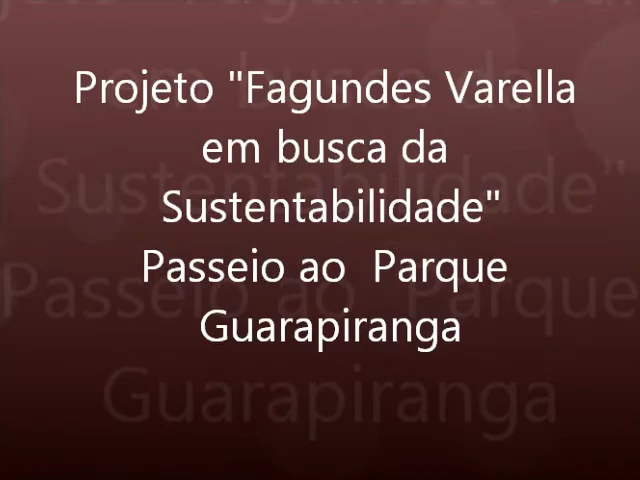 Projeto "Fagundes Varella
em busca da
Sustentabilidade"
Passeio ao  Parque
Guarapiranga